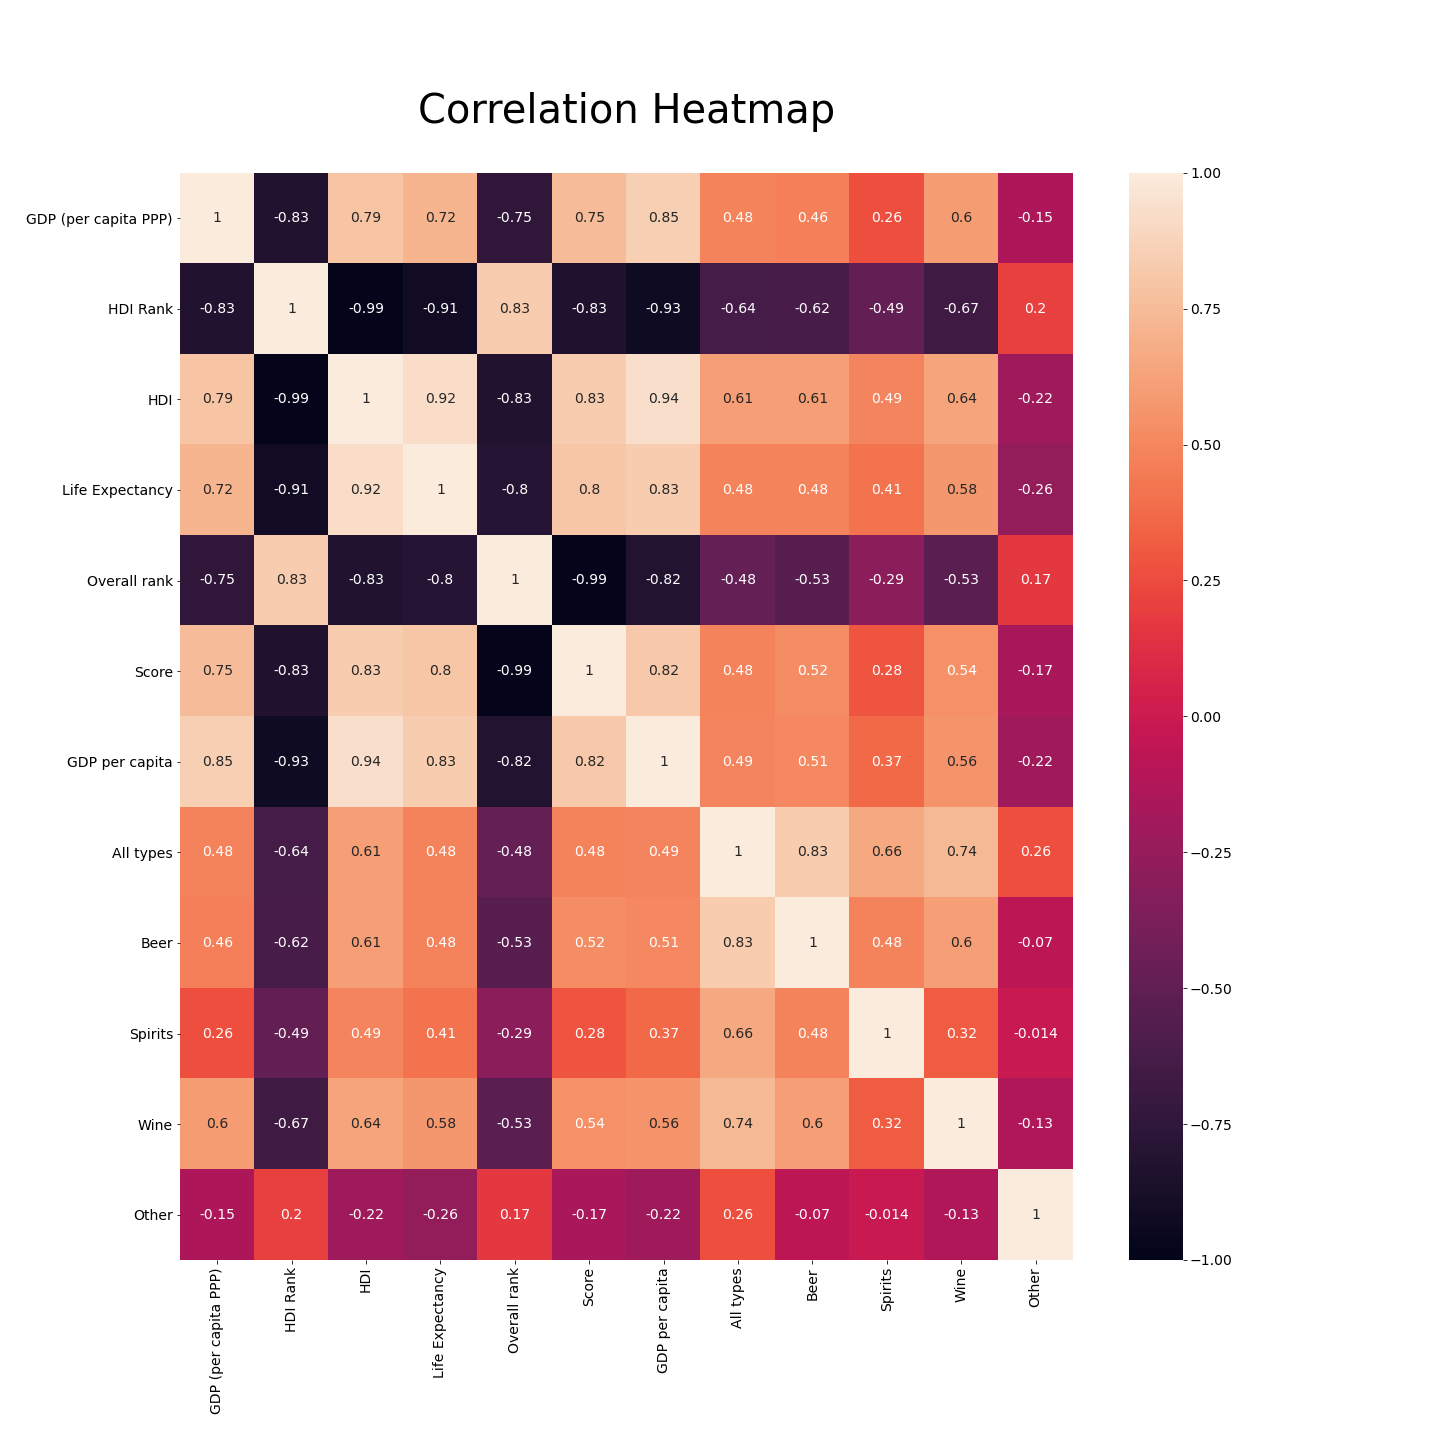 Correlation Heatmap
GDP (per capita PPP) 1 -0.83 0.79 0.72 -0.75 0.75 0.85 0.48 0.46 0.26 0.6 -0.15
HDI Rank -0.83 1 -0.99 -0.91 0.83 -0.83 -0.93 -0.64 -0.62 -0.49 -0.67 0.2
HDI 0.79 -0.99 1 0.92 -0.83 0.83 0.94 0.61 0.61 0.49 0.64 -0.22
Life Expectancy 0.72 -0.91 0.92 1 -0.8 0.8 0.83 0.48 0.48 0.41 0.58 -0.26
Overall rank -0.75 0.83 -0.83 -0.8 1 -0.99 -0.82 -0.48 -0.53 -0.29 -0.53 0.17
Score 0.75 -0.83 0.83 0.8 -0.99 1 0.82 0.48 0.52 0.28 0.54 -0.17
GDP per capita 0.85 -0.93 0.94 0.83 -0.82 0.82 1 0.49 0.51 0.37 0.56 -0.22
All types 0.48 -0.64 0.61 0.48 -0.48 0.48 0.49 1 0.83 0.66 0.74 0.26
Beer 0.46 -0.62 0.61 0.48 -0.53 0.52 0.51 0.83 1 0.48 0.6 -0.07
Spirits 0.26 -0.49 0.49 0.41 -0.29 0.28 0.37 0.66 0.48 1 0.32 -0.014
Wine 0.6 -0.67 0.64 0.58 -0.53 0.54 0.56 0.74 0.6 0.32 1 -0.13
Other -0.15 0.2 -0.22 -0.26 0.17 -0.17 -0.22 0.26 -0.07 -0.014 -0.13 1
GDP (per capita PPP)
HDI Rank
HDI
Life Expectancy
Overall rank
Score
GDP per capita
All types
Beer
Spirits
Wine
Other
1.00
0.75
0.50
0.25
0.00
−0.25
−0.50
−0.75
−1.00